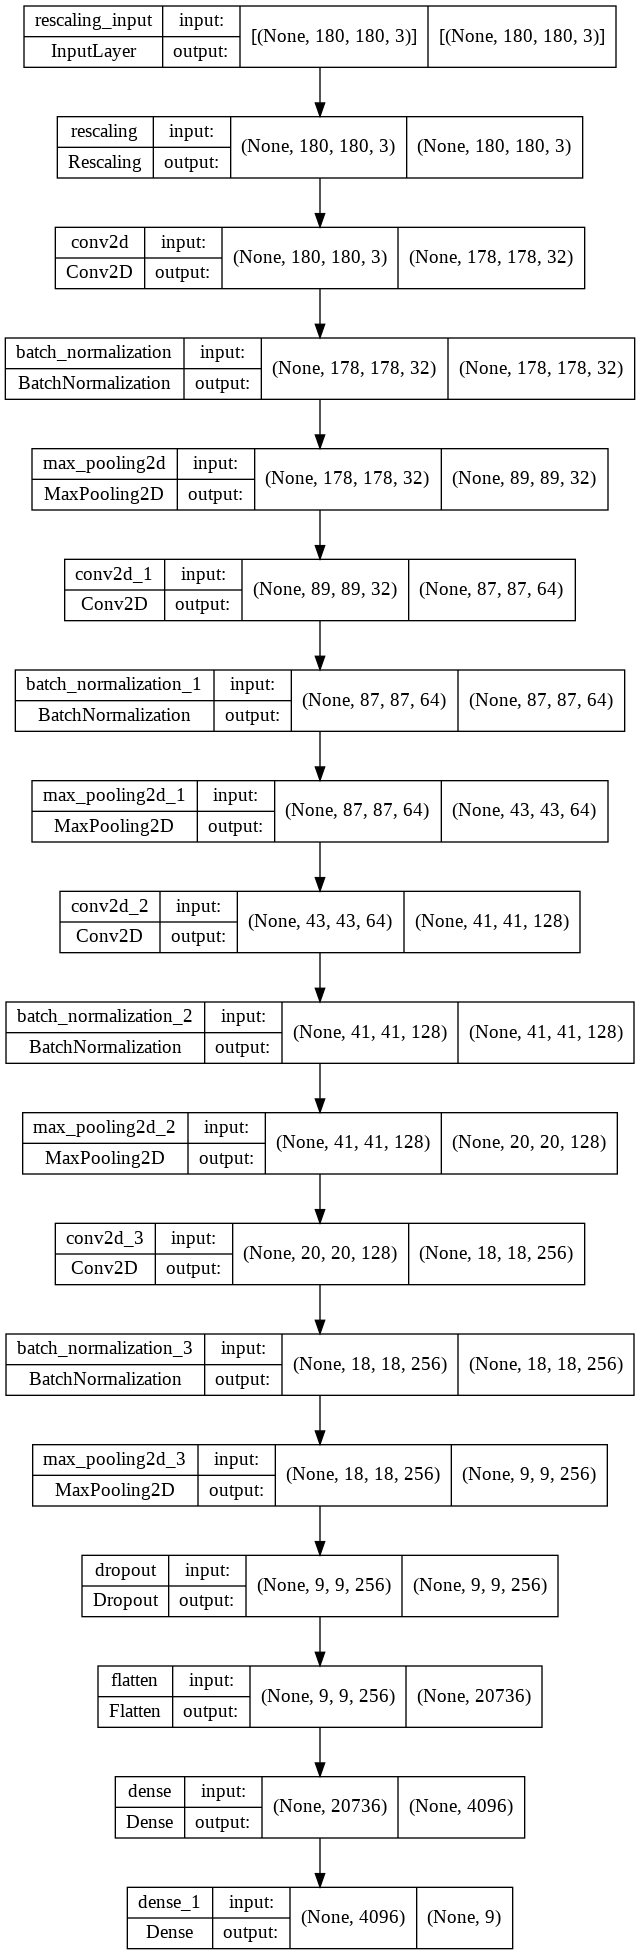 rescaling_input input: [(None, 180, 180, 3)] [(None, 180, 180, 3)]
InputLayer output:
rescaling input: (None, 180, 180, 3) (None, 180, 180, 3)
Rescaling output:
conv2d input: (None, 180, 180, 3) (None, 178, 178, 32)
Conv2D output:
batch_normalization input: (None, 178, 178, 32) (None, 178, 178, 32)
BatchNormalization output:
max_pooling2d input: (None, 178, 178, 32) (None, 89, 89, 32)
MaxPooling2D output:
conv2d_1 input: (None, 89, 89, 32) (None, 87, 87, 64)
Conv2D output:
batch_normalization_1 input: (None, 87, 87, 64) (None, 87, 87, 64)
BatchNormalization output:
max_pooling2d_1 input: (None, 87, 87, 64) (None, 43, 43, 64)
MaxPooling2D output:
conv2d_2 input: (None, 43, 43, 64) (None, 41, 41, 128)
Conv2D output:
batch_normalization_2 input: (None, 41, 41, 128) (None, 41, 41, 128)
BatchNormalization output:
max_pooling2d_2 input: (None, 41, 41, 128) (None, 20, 20, 128)
MaxPooling2D output:
conv2d_3 input: (None, 20, 20, 128) (None, 18, 18, 256)
Conv2D output:
batch_normalization_3 input: (None, 18, 18, 256) (None, 18, 18, 256)
BatchNormalization output:
max_pooling2d_3 input: (None, 18, 18, 256) (None, 9, 9, 256)
MaxPooling2D output:
dropout input: (None, 9, 9, 256) (None, 9, 9, 256)
Dropout output:
flatten input: (None, 9, 9, 256) (None, 20736)
Flatten output:
dense input: (None, 20736) (None, 4096)
Dense output:
dense_1 input: (None, 4096) (None, 9)
Dense output: